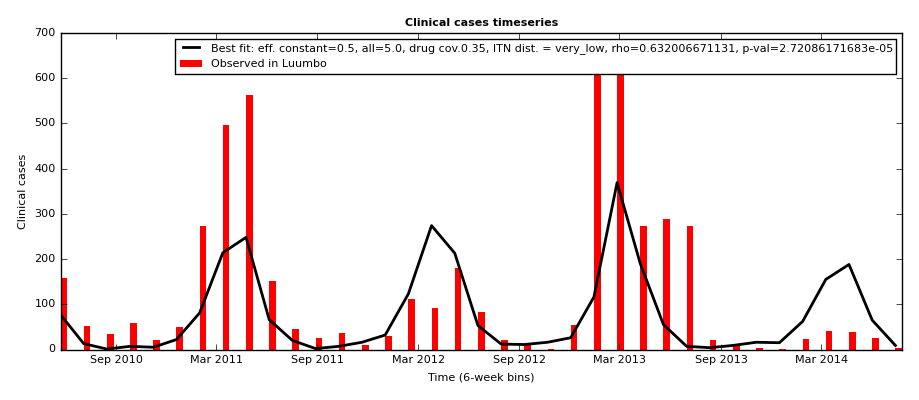 Clinical cases timeseries
700
600
500
400
300
200
100
0
Clinical cases
Best fit: eff. constant=0.5, all=5.0, drug cov.0.35, ITN dist. = very_low, rho=0.632006671131, p-val=2.72086171683e-05
Observed in Luumbo
Sep 2010 Mar 2011 Sep 2011 Mar 2012 Sep 2012 Mar 2013 Sep 2013 Mar 2014
Time (6-week bins)